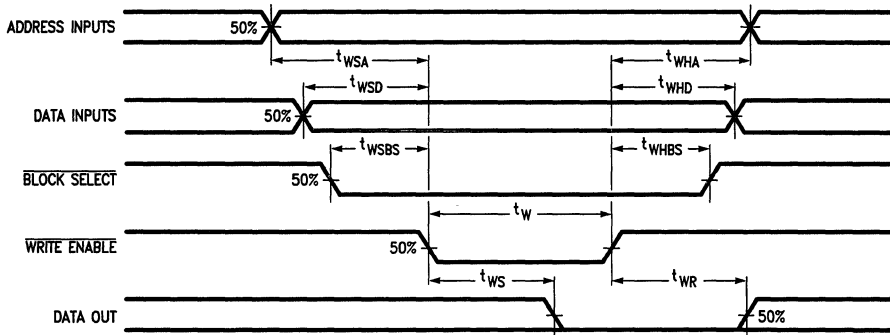 ADDRESS INPUTS
50%
tWSA
tWHA
tWSD
tWHD
DATA INPUTS
50%
tWSBS
tWHBS
BLOCK SELECT
50%
tW
WRITE ENABLE
50%
tWS
tWR
DATA OUT
50%